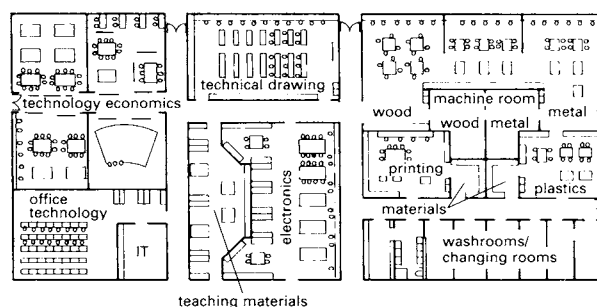 technical drawing
technology economics
machine room
wood metal
wood metal
printing
plastics
materials
office
technology
IT
electronics
washrooms/
changing rooms
teaching materials